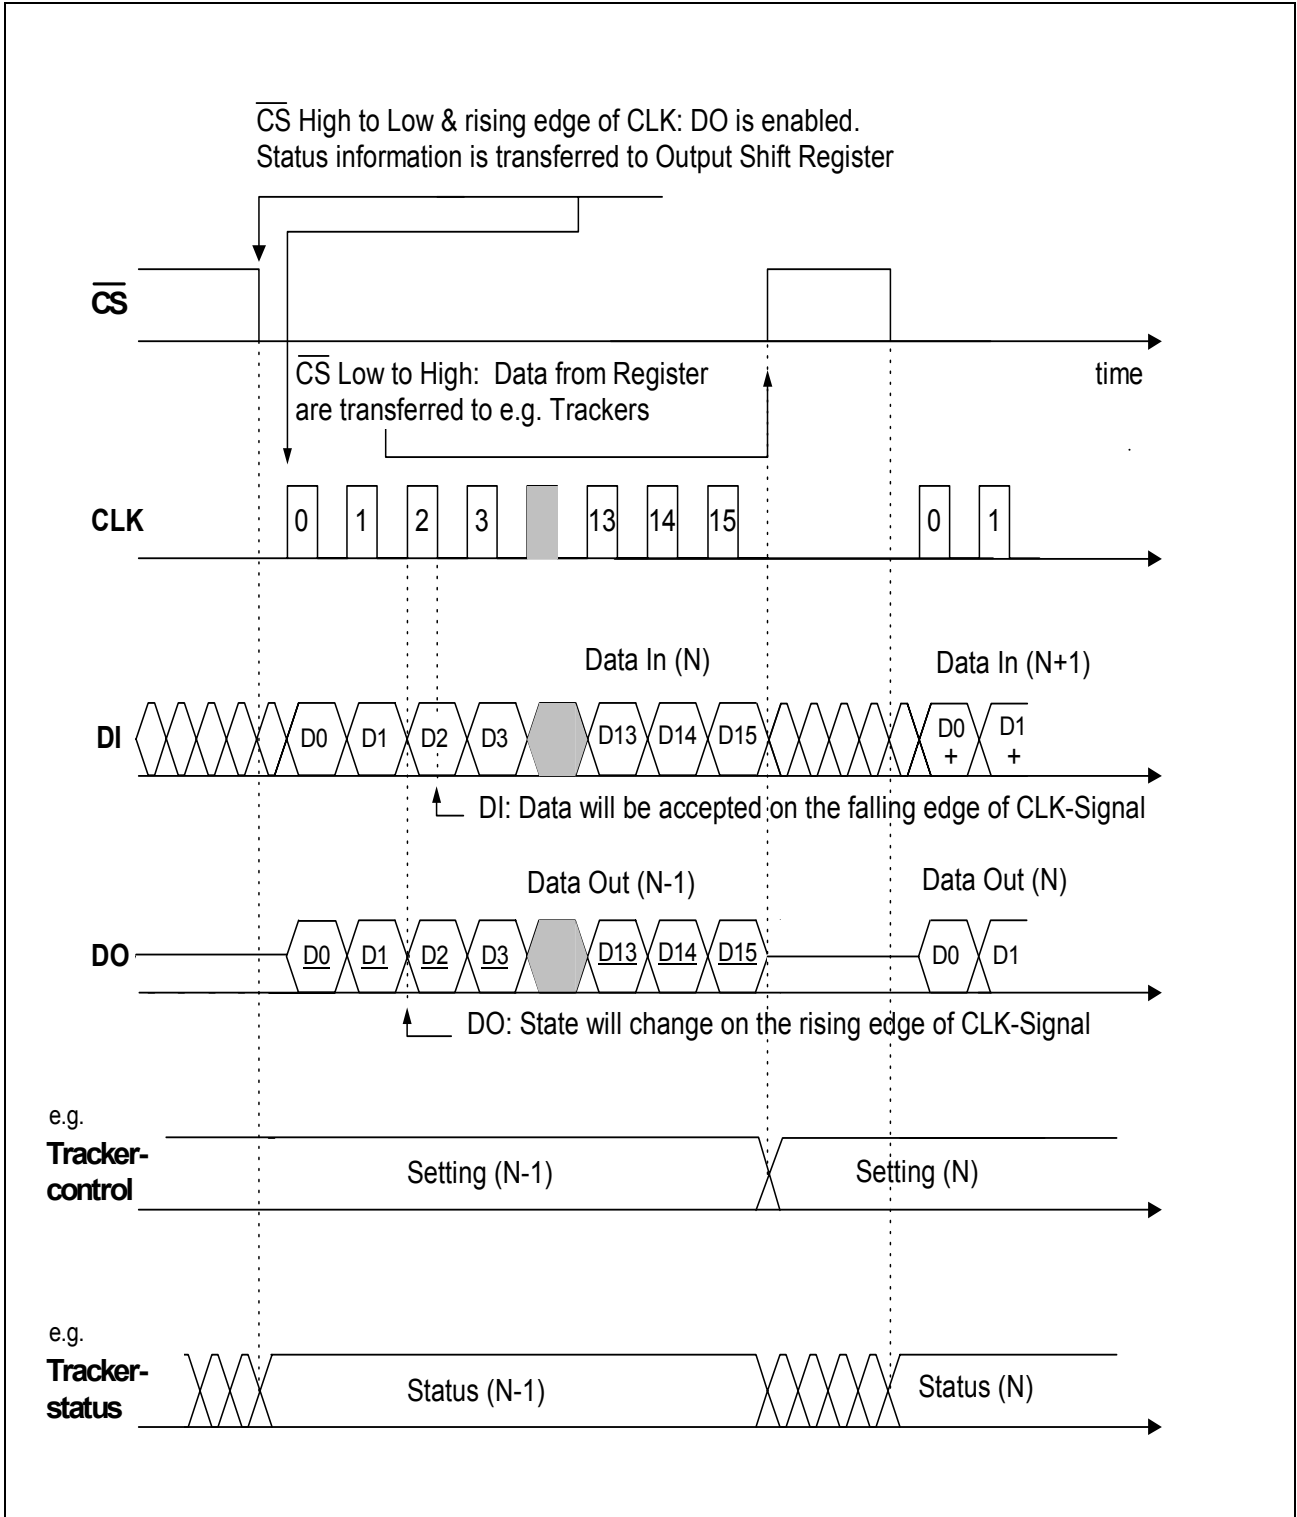 CS High to Low & rising edge of CLK: DO is enabled.
Status information is transferred to Output Shift Register
CS
CS Low to High: Data from Register
are transferred to e.g. Trackers
time
CLK
0 1 2 3 13 14 15 0 1
Data In (N) Data In (N+1)
DI
D0 D1 D2 D3 D13 D14 D15 D0 + D1 +
DI: Data will be accepted on the falling edge of CLK-Signal
Data Out (N-1) Data Out (N)
DO
D0 D1 D2 D3 D13 D14 D15 D0 D1
DO: State will change on the rising edge of CLK-Signal
e.g.
Tracker-
control
Setting (N-1) Setting (N)
e.g.
Tracker-
status
Status (N-1) Status (N)